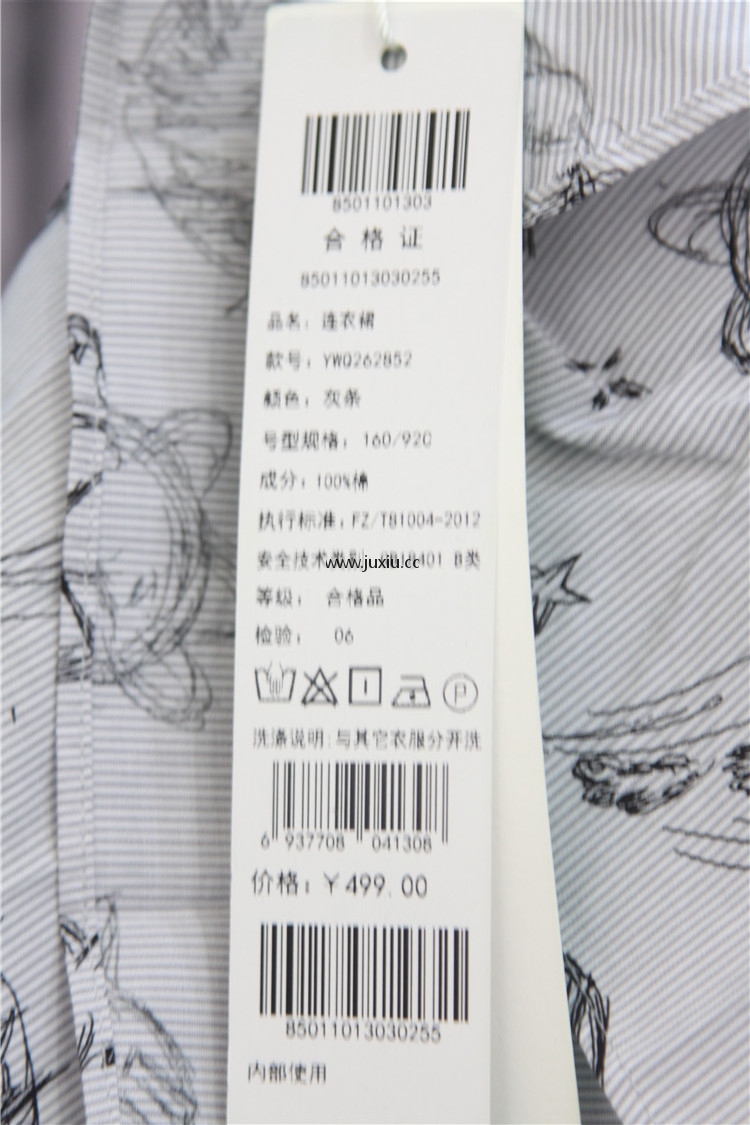 8501101303
合格证
85011013030255
品名：连衣裙
款号：YWQ262852
颜色：灰条
号型规格：160/92C
成分：100%棉
执行标准：FZ/T81004-2012
安全技术类别 18401 B类
www.juxiu.cc
等级：合格品
检验：06
P
洗涤说明：与其它衣服分开洗
6 937708 041308
价格：￥499.00
85011013030255
内部使用